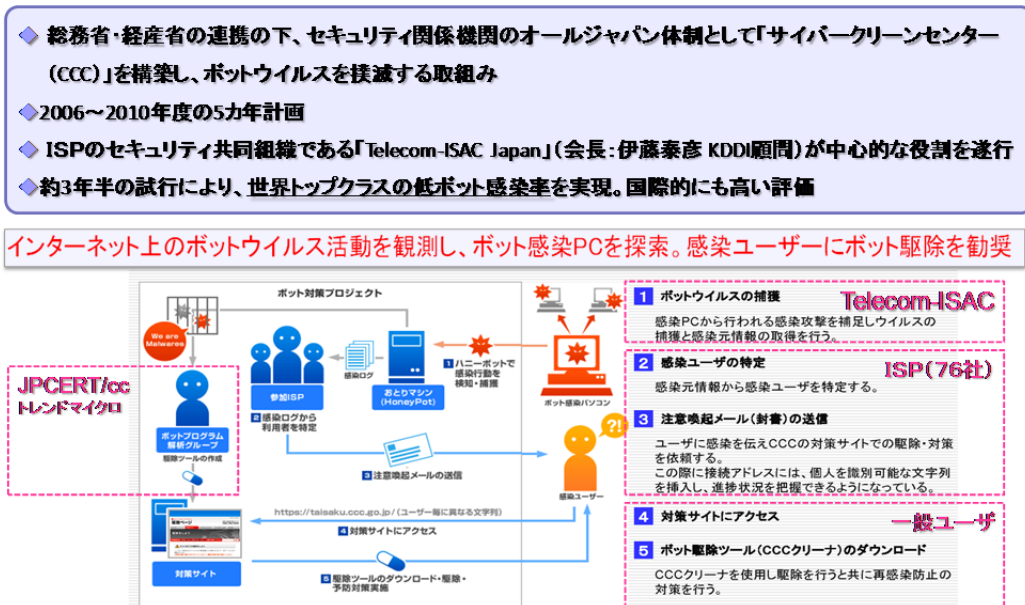 ◇ 総務省・経産省の連携の下、セキュリティ関係機関のオールジャパン体制として「サイバークリーンセンター
(CCC)」を構築し、ボットウイルスを撲滅する取組み
◇2006～2010年度の5カ年計画
◇ ISPのセキュリティ共同組織である「Telecom-ISAC Japan」(会長:伊藤泰彦 KDDI顧問)が中心的な役割を遂行
◇約3年半の試行により、世界トップクラスの低ボット感染率を実現。国際的にも高い評価
インターネット上のボットウイルス活動を観測し、ボット感染PCを探索。感染ユーザーにボット駆除を勧奨
ボット対策プロジェクト
We are
Malwares
JPCERT/cc
トレンドマイクロ
ボットプログラム
解析グループ
駆除ツールの作成
参加ISP
感染ログ
おとりマシン
(HoneyPot)
1 ハニーポットで
感染行動を
検知・捕獲
ボット感染パソコン
2 感染ログから
利用者を特定
3 注意喚起メールの送信
?!
感染ユーザー
https://taisaku.ccc.go.jp/(ユーザー毎に異なる文字列)
4 対策サイトにアクセス
対策サイト
5 駆除ツールのダウンロード・駆除・
予防対策実施
1 ボットウイルスの捕獲
Telecom-ISAC
感染PCから行われる感染攻撃を補足しウイルスの
捕獲と感染元情報の取得を行う。
2 感染ユーザの特定
ISP(76社)
感染元情報から感染ユーザを特定する。
3 注意喚起メール(封書)の送信
ユーザに感染を伝えCCCの対策サイトでの駆除・対策
を依頼する。
この際に接続アドレスには、個人を識別可能な文字列
を挿入し、進捗状況を把握できるようになっている。
4 対策サイトにアクセス
一般ユーザ
5 ボット駆除ツール(CCCクリーナ)のダウンロード
CCCクリーナを使用し駆除を行うと共に再感染防止の
対策を行う。